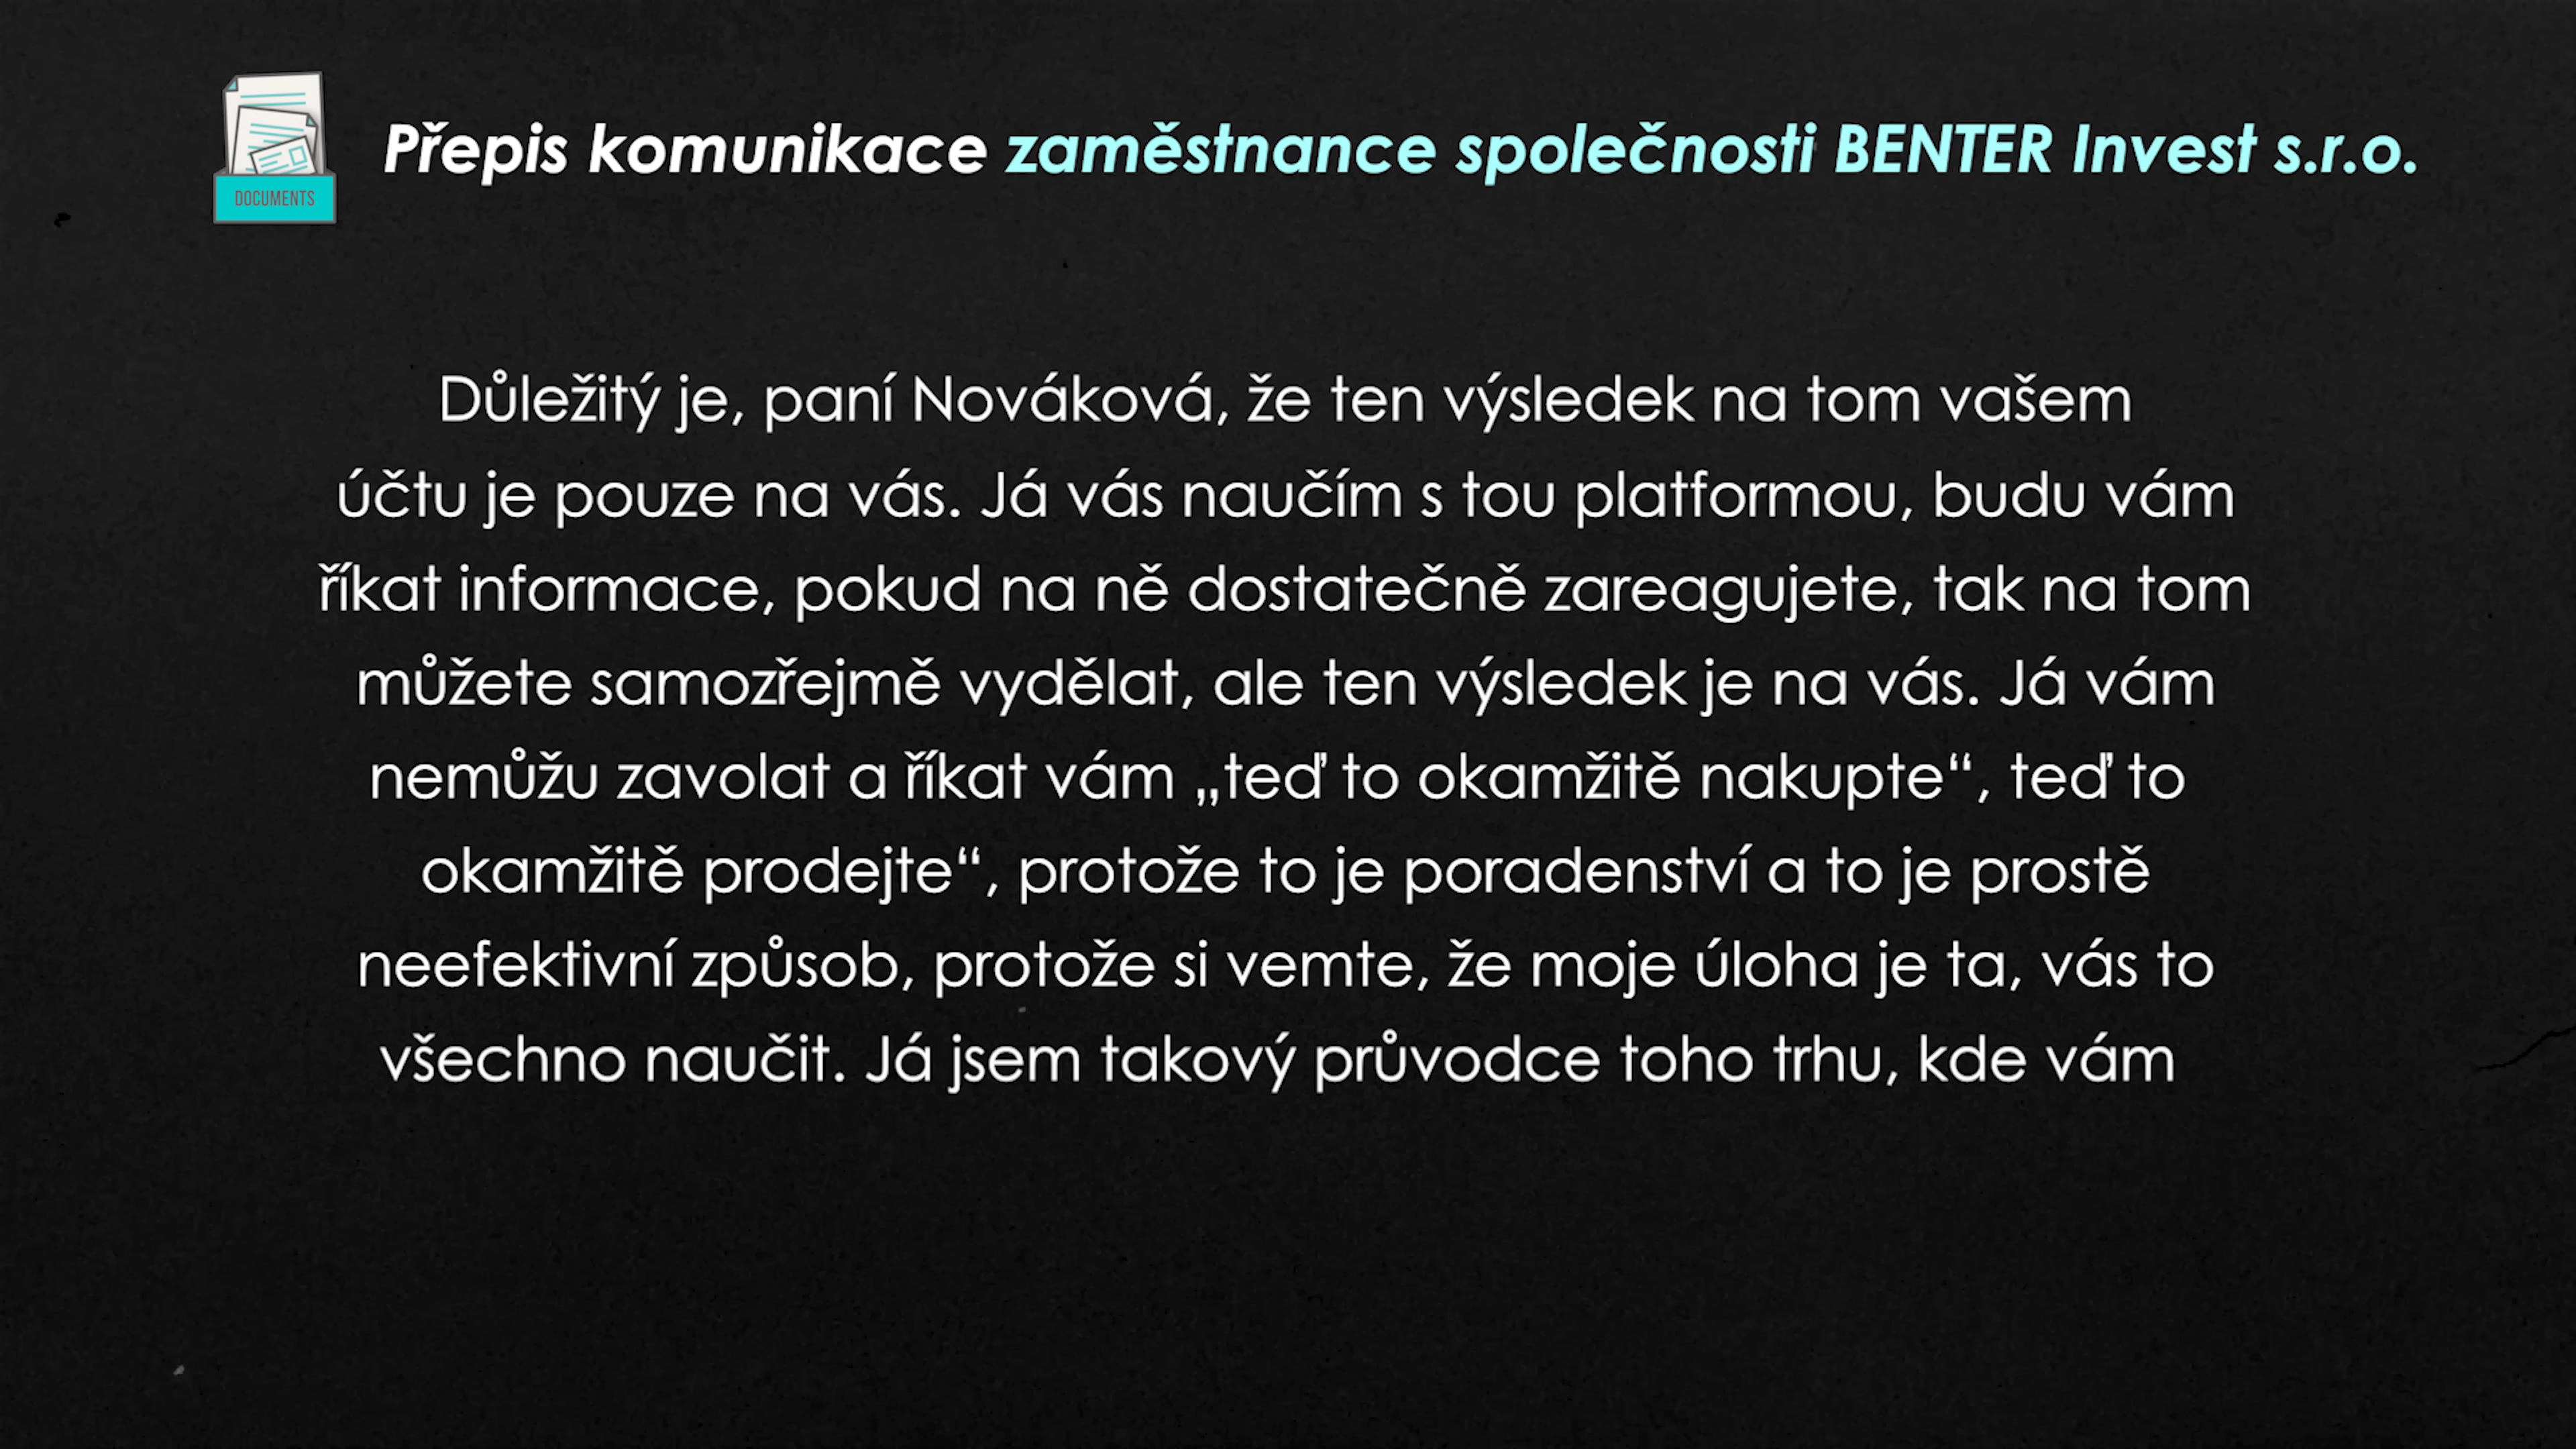 DOCUMENTS
Přepis komunikace zaměstnance společnosti BENTER Invest s.r.o.
Důležitý je, paní Nováková, že ten výsledek na tom vašem
účtu je pouze na vás. Já vás naučím s tou platformou, budu vám
říkat informace, pokud na ně dostatečně zareagujete, tak na tom
můžete samozřejmě vydělat, ale ten výsledek je na vás. Já vám
nemůžu zavolat a říkat vám „teď to okamžitě nakupte“, teď to
okamžitě prodejte“, protože to je poradenství a to je prostě
neefektivní způsob, protože si vemte, že moje úloha je ta, vás to
všechno naučit. Já jsem takový průvodce toho trhu, kde vám